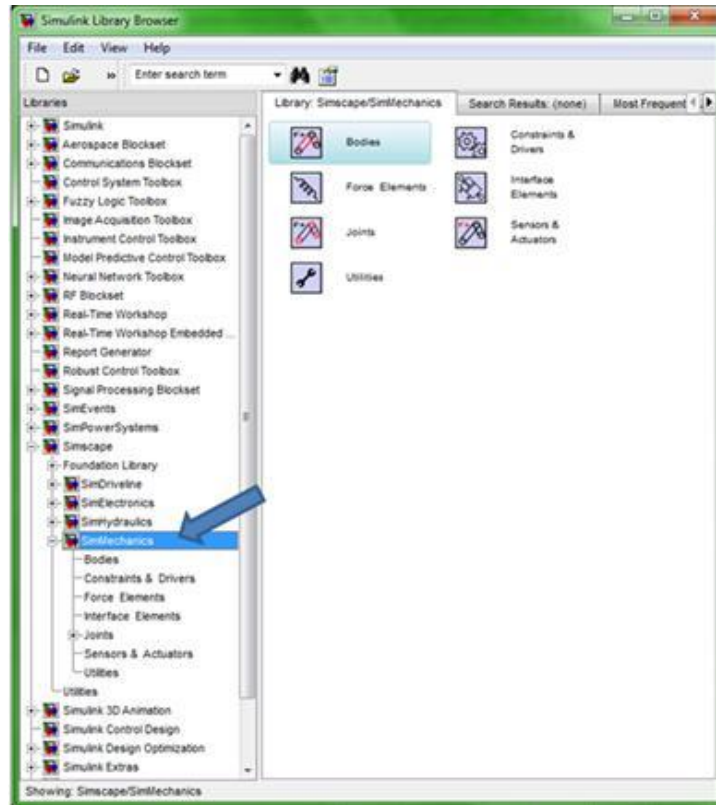 Simulink Library Browser
File Edit View Help
» Enter search term
Libraries
Library: Simscape/SimMechanics Search Results: (none) Most Frequent
Simulink
Aerospace Blockset
Communications Blockset
Control System Toolbox
Fuzzy Logic Toolbox
Image Acquisition Toolbox
Instrument Control Toolbox
Model Predictive Control Toolbox
Neural Network Toolbox
RF Blockset
Real-Time Workshop
Real-Time Workshop Embedded ...
Report Generator
Robust Control Toolbox
Signal Processing Blockset
SimEvents
SimPowerSystems
Simscape
Foundation Library
SimDriveline
SimElectronics
SimHydraulics
SimMechanics
Bodies
Constraints & Drivers
Force Elements
Interface Elements
Joints
Sensors & Actuators
Utilities
Utilities
Simulink 3D Animation
Simulink Control Design
Simulink Design Optimization
Simulink Extras
Bodies
Constraints &
Drivers
Force Elements
Interface
Elements
Joints
Sensors &
Actuators
Utilities
Showing: Simscape/SimMechanics